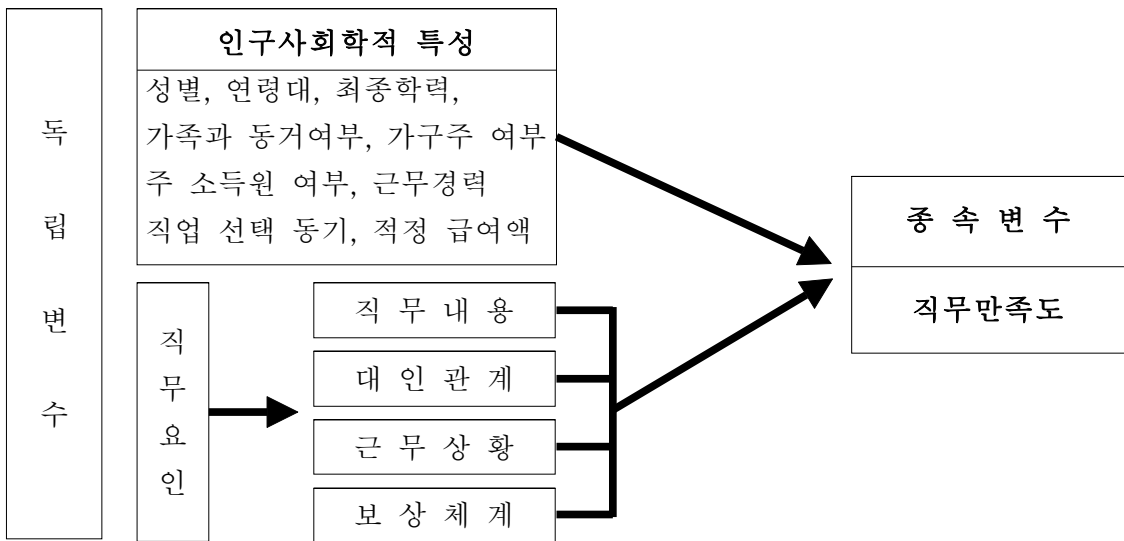 독립변수
인구사회학적 특성
성별, 연령대, 최종학력,
가족과 동거여부, 가구주 여부
주 소득원 여부, 근무경력
직업 선택 동기, 적정 급여액
직무요인
직 무 내 용
대 인 관 계
근 무 상 황
보 상 체 계
종 속 변 수
직무만족도